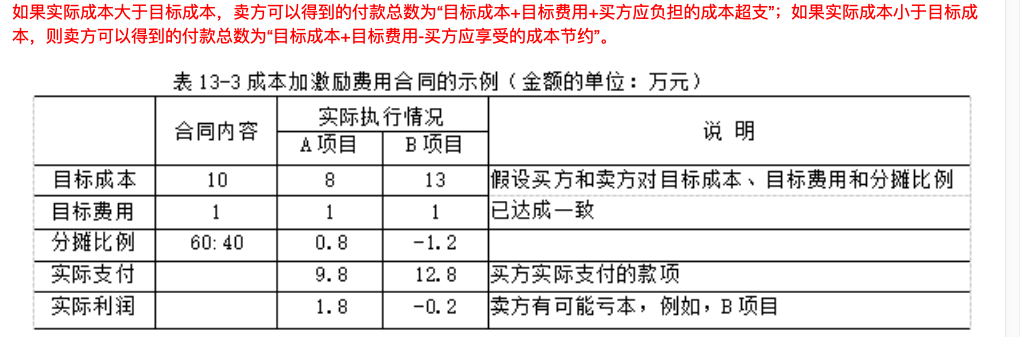 如果实际成本大于目标成本，卖方可以得到的付款总数为“目标成本+目标费用+买方应负担的成本超支”；如果实际成本小于目标成
本，则卖方可以得到的付款总数为“目标成本+目标费用-买方应享受的成本节约”。
表 13-3 成本加激励费用合同的示例（金额的单位：万元）
合同内容 实际执行情况 说 明
A 项目 B 项目
目标成本 10 8 13 假设买方和卖方对目标成本、目标费用和分摊比例
目标费用 1 1 1 已达成一致
分摊比例 60:40 0.8 -1.2
实际支付 9.8 12.8 买方实际支付的款项
实际利润 1.8 -0.2 卖方有可能亏本，例如，B 项目